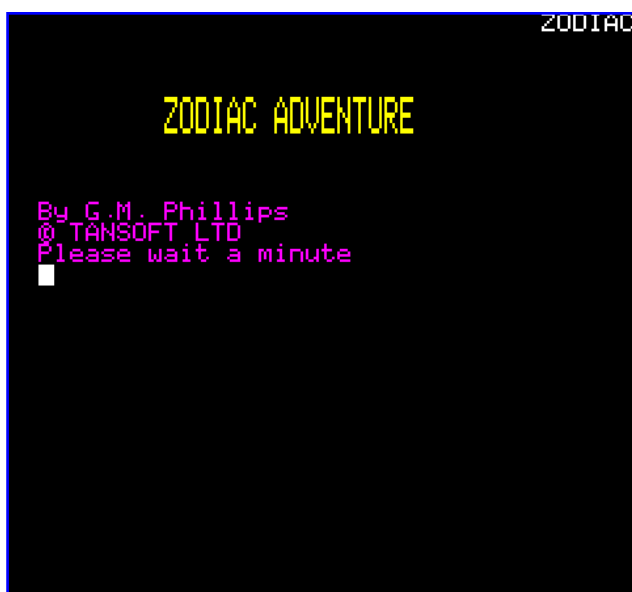 ZODIAC
ZODIAC ADVENTURE
By G.M. Phillips
© TANSOFT LTD
Please wait a minute